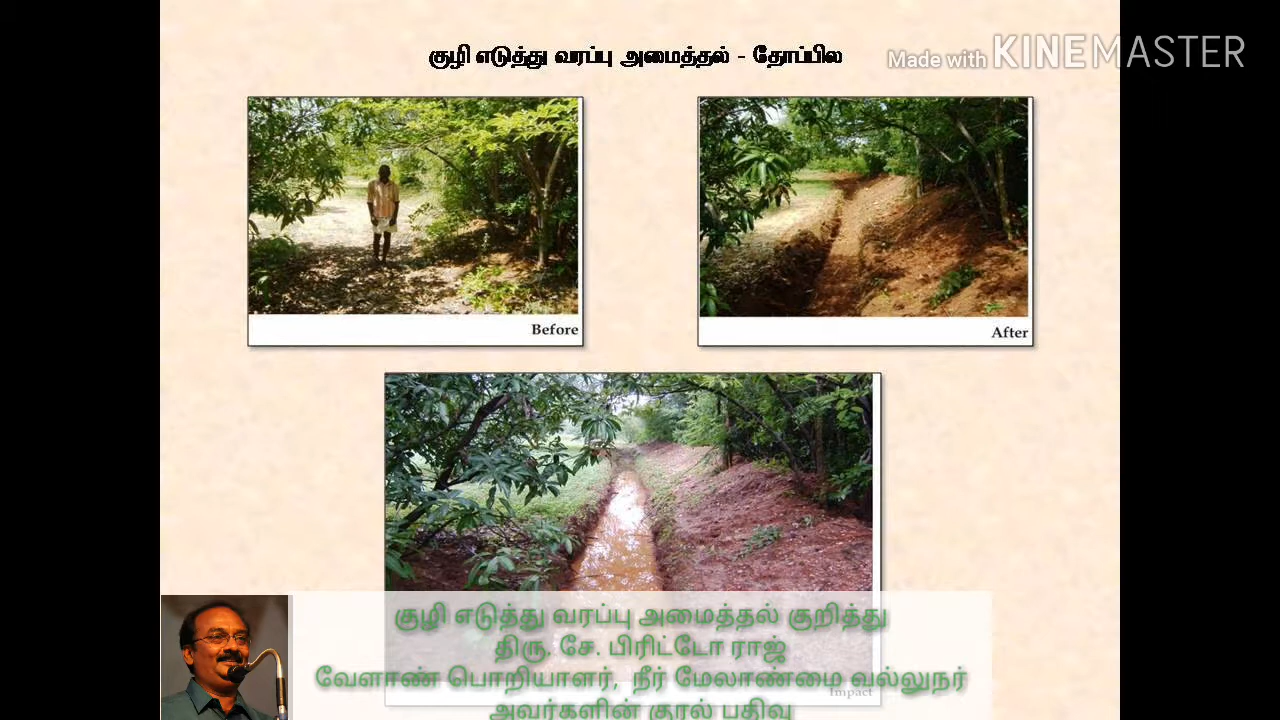 குழி எடுத்து வரப்பு அமைத்தல் - தோப்பில
Made with KINEMASTER
Before
After
Impact
குழி எடுத்து வரப்பு அமைத்தல் குறித்து
திரு. சே. பிரிட்டோ ராஜ்
வேளாண் பொறியாளர், நீர் மேலாண்மை வல்லுநர்
அவர்களின் குரல் பதிவு